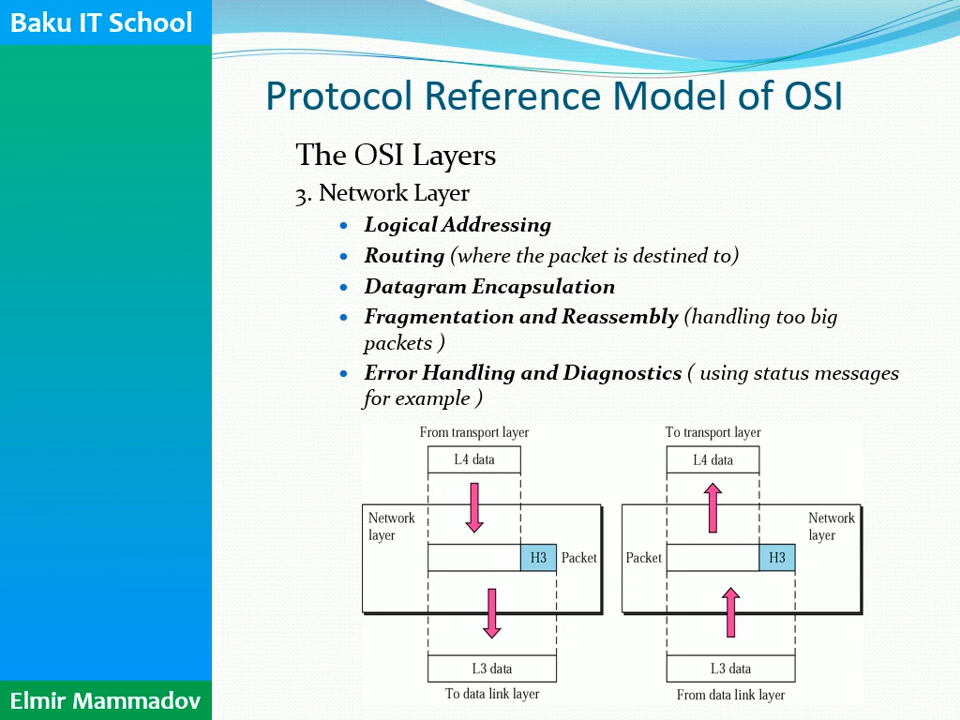 Baku IT School
Protocol Reference Model of OSI
The OSI Layers
3. Network Layer
• Logical Addressing
• Routing (where the packet is destined to)
• Datagram Encapsulation
• Fragmentation and Reassembly (handling too big
packets )
• Error Handling and Diagnostics ( using status messages
for example )
From transport layer
L4 data
Network
layer
H3
Packet
L3 data
To data link layer
To transport layer
L4 data
Network
layer
Packet
H3
L3 data
From data link layer
Elmir Mammadov